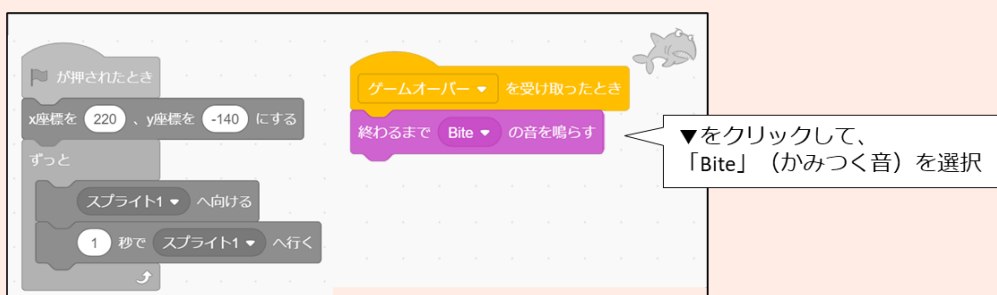 が押されたとき
x座標を 220 、y座標を -140 にする
ずっと
スプライト1 ▼ へ向ける
1 秒で スプライト1 ▼ へ行く
ゲームオーバー ▼ を受け取ったとき
終わるまで Bite ▼ の音を鳴らす
▼をクリックして、
「Bite」（かみつく音）を選択